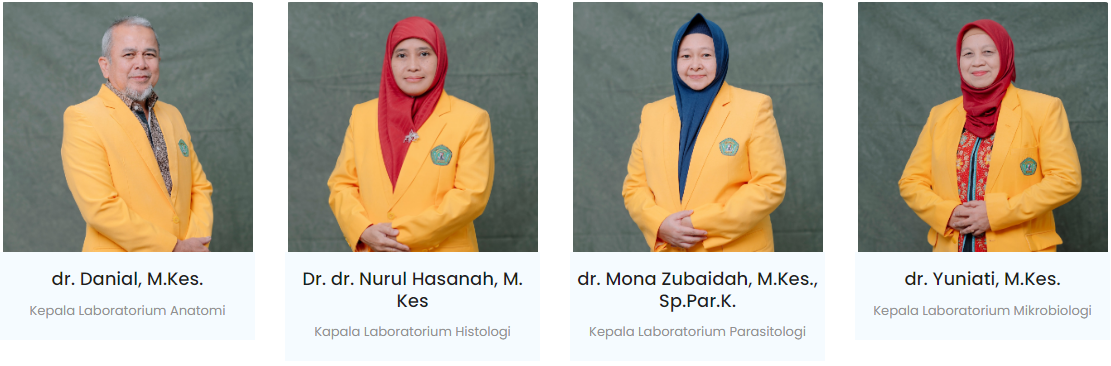 dr. Danial, M.Kes.
Kepala Laboratorium Anatomi
Dr. dr. Nurul Hasanah, M.
Kes
Kapala Laboratorium Histologi
dr. Mona Zubaidah, M.Kes.,
Sp.Par.K.
Kepala Laboratorium Parasitologi
dr. Yuniati, M.Kes.
Kepala Laboratorium Mikrobiologi